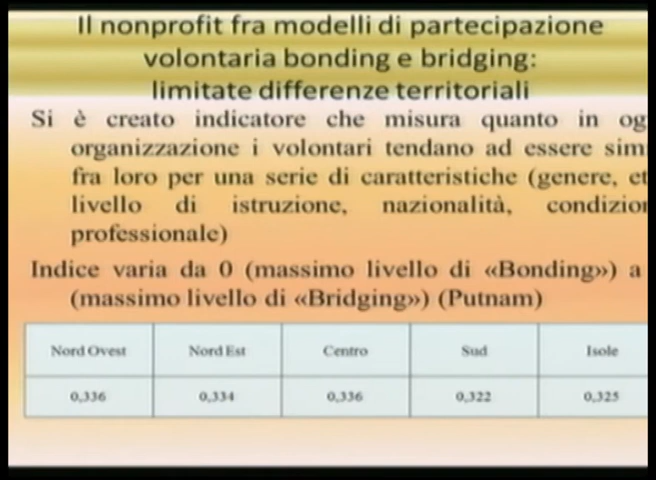 Il nonprofit fra modelli di partecipazione
volontaria bonding e bridging:
limitate differenze territoriali
Si è creato indicatore che misura quanto in og
organizzazione i volontari tendano ad essere sim
fra loro per una serie di caratteristiche (genere, et
livello di istruzione, nazionalità, condizion
professionale)
Indice varia da 0 (massimo livello di «Bonding») a
(massimo livello di «Bridging») (Putnam)
Nord Ovest Nord Est Centro Sud Isole
0,336 0,334 0,336 0,322 0,325